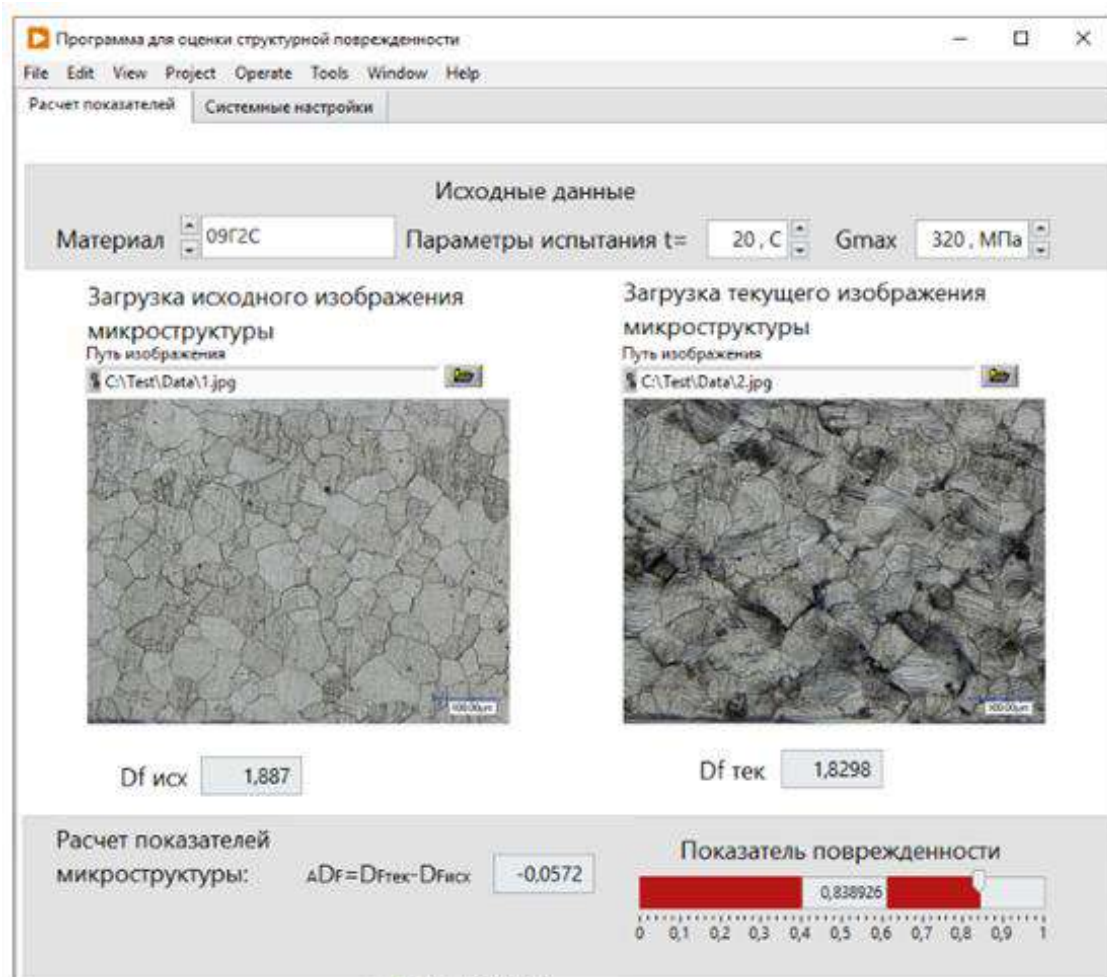 Программа для оценки структурной поврежденности
File Edit View Project Operate Tools Window Help
Расчет показателей Системные настройки
Исходные данные
Материал 09Г2С Параметры испытания t= 20 , C Gmax 320 , МПа
Загрузка исходного изображения
микроструктуры
Путь изображения
C:\Test\Data\1.jpg
Загрузка текущего изображения
микроструктуры
Путь изображения
C:\Test\Data\2.jpg
100.00µm
100.00µm
Df исх 1,887
Df тек 1,8298
Расчет показателей
микроструктуры:
ΔDF=DFтек-DFисх -0,0572
Показатель поврежденности
0,838926
0 0,1 0,2 0,3 0,4 0,5 0,6 0,7 0,8 0,9 1